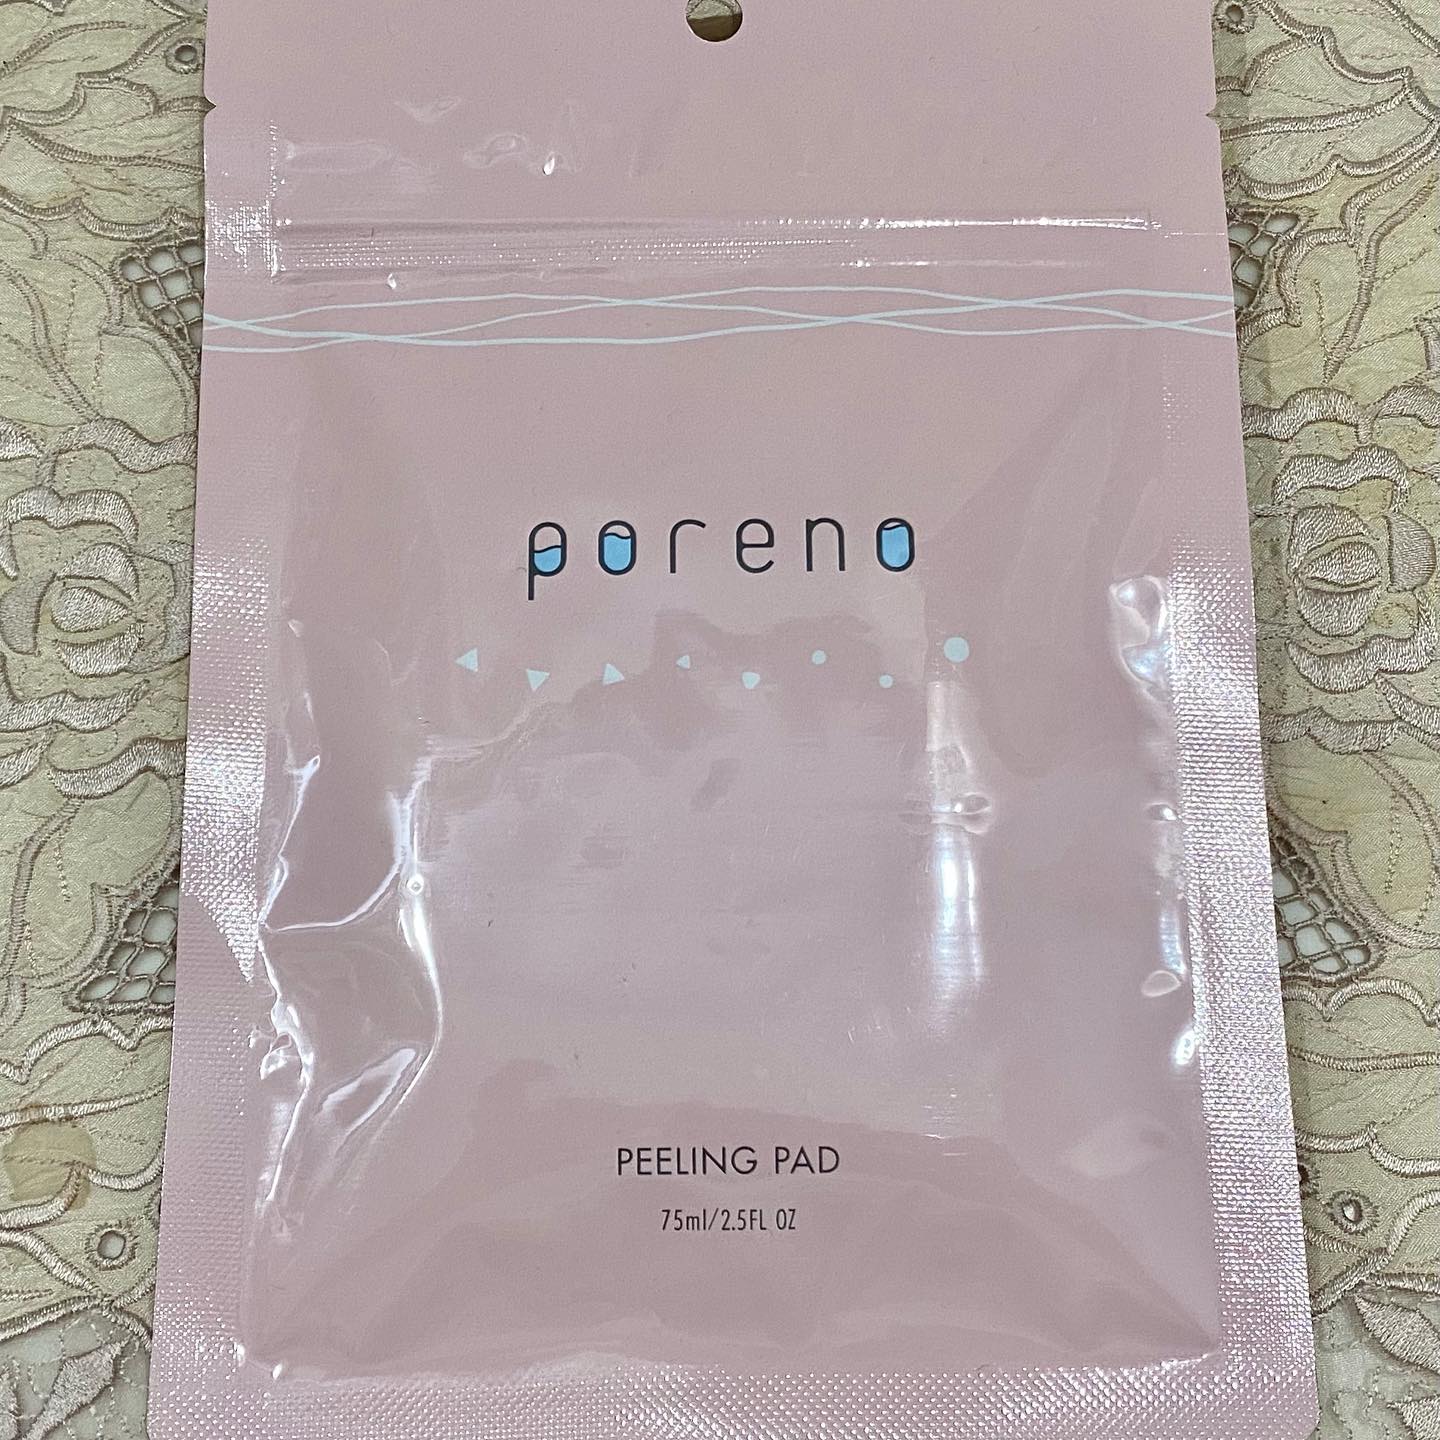 poreno
PEELING PAD
75ml/2.5FL OZ